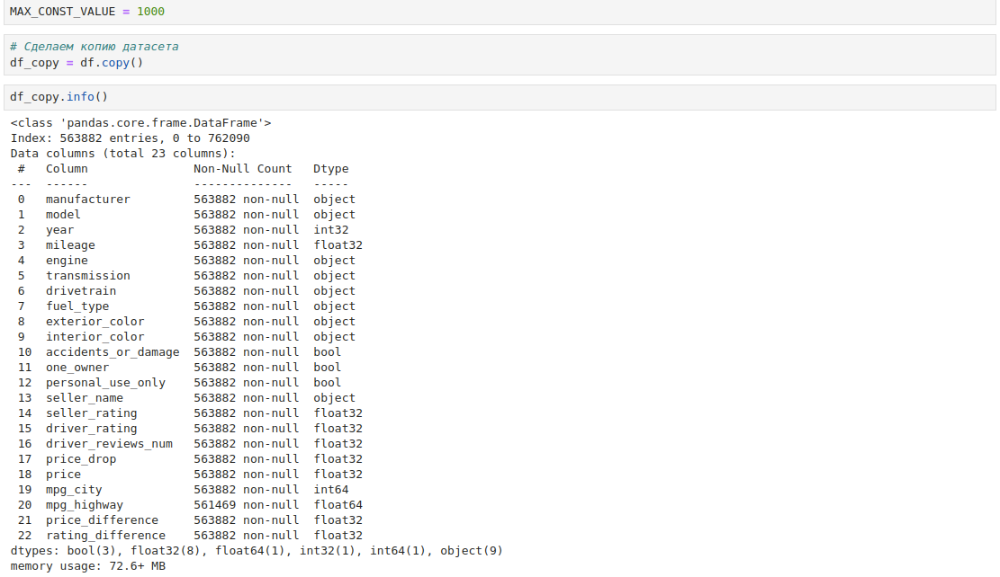 MAX_CONST_VALUE = 1000
# Сделаем копию датасета
df_copy = df.copy()
df_copy.info()
<class 'pandas.core.frame.DataFrame'>
Index: 563882 entries, 0 to 762090
Data columns (total 23 columns):
 #   Column               Non-Null Count   Dtype
---  ------               --------------   -----
 0   manufacturer         563882 non-null  object
 1   model                563882 non-null  object
 2   year                 563882 non-null  int32
 3   mileage              563882 non-null  float32
 4   engine               563882 non-null  object
 5   transmission         563882 non-null  object
 6   drivetrain           563882 non-null  object
 7   fuel_type            563882 non-null  object
 8   exterior_color       563882 non-null  object
 9   interior_color       563882 non-null  object
 10  accidents_or_damage  563882 non-null  bool
 11  one_owner            563882 non-null  bool
 12  personal_use_only    563882 non-null  bool
 13  seller_name          563882 non-null  object
 14  seller_rating        563882 non-null  float32
 15  driver_rating        563882 non-null  float32
 16  driver_reviews_num   563882 non-null  float32
 17  price_drop           563882 non-null  float32
 18  price                563882 non-null  float32
 19  mpg_city             563882 non-null  int64
 20  mpg_highway          561469 non-null  float64
 21  price_difference     563882 non-null  float32
 22  rating_difference    563882 non-null  float32
dtypes: bool(3), float32(8), float64(1), int32(1), int64(1), object(9)
memory usage: 72.6+ MB